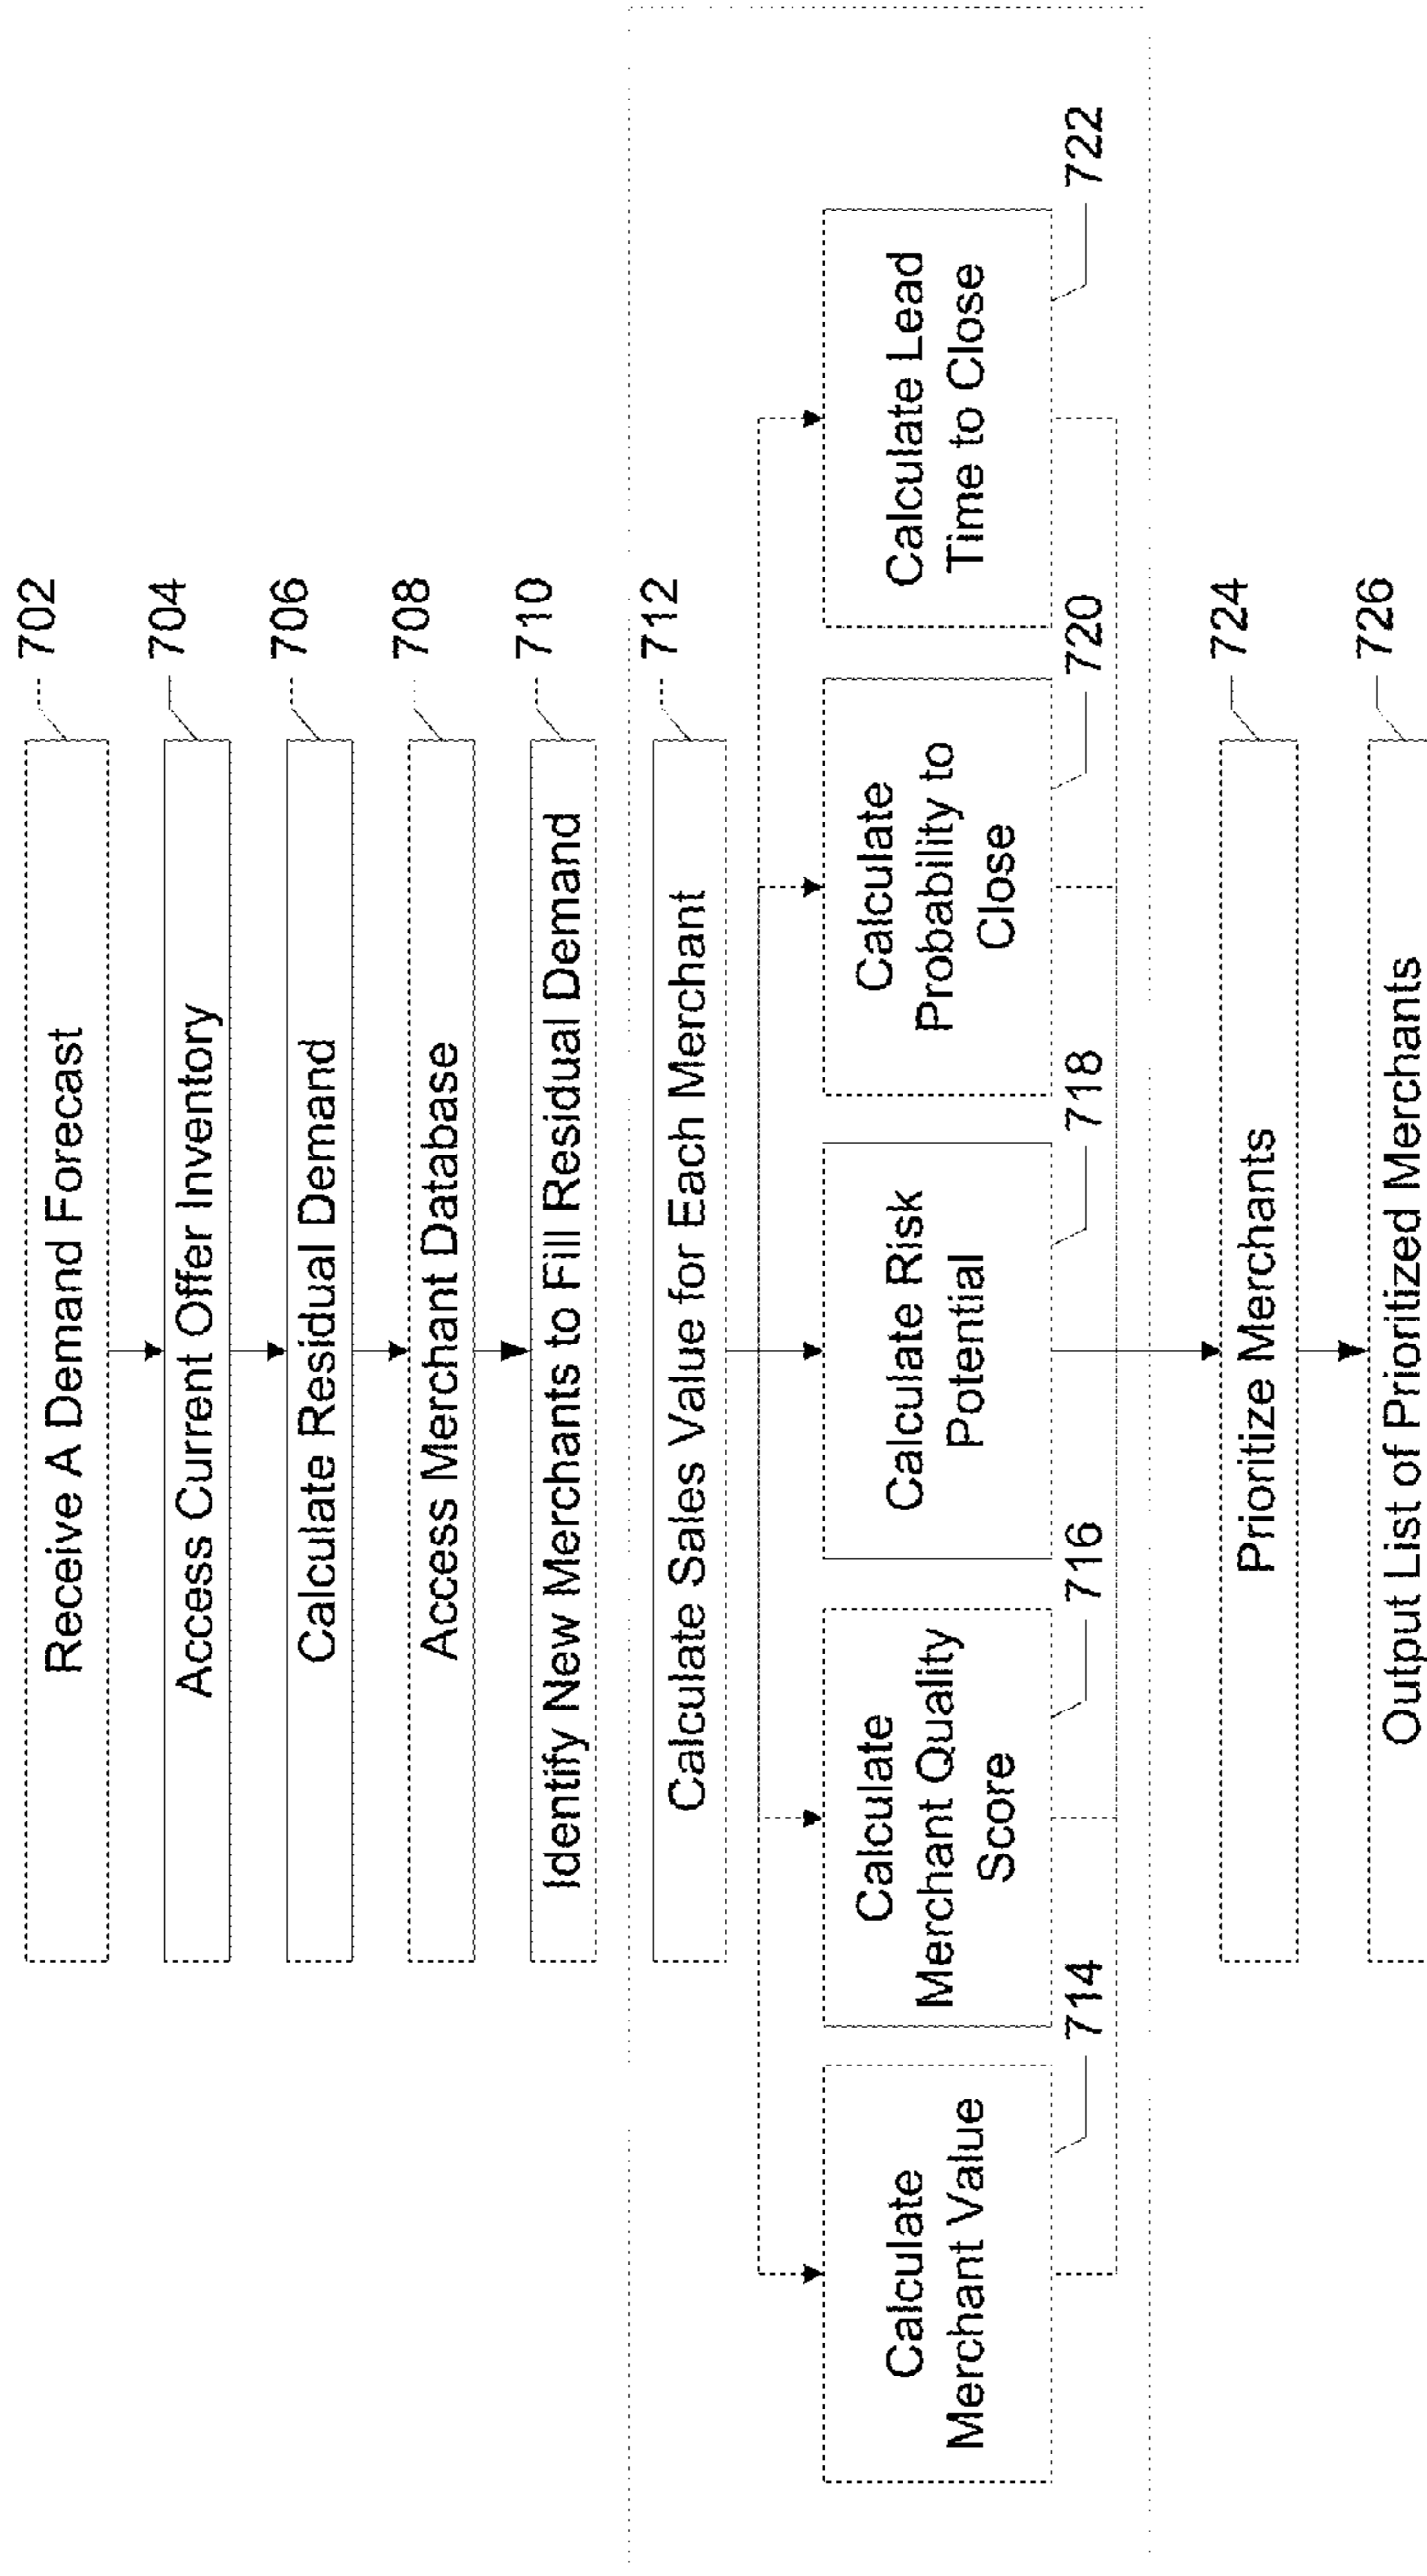 Receive A Demand Forecast
702
Access Current Offer Inventory
704
Calculate Residual Demand
706
Access Merchant Database
708
Identify New Merchants to Fill Residual Demand
710
Calculate Sales Value for Each Merchant
712
Calculate
Merchant Value
714
Calculate
Merchant Quality
Score
716
Calculate Risk
Potential
718
Calculate
Probability to
Close
720
Calculate Lead
Time to Close
722
Prioritize Merchants
724
Output List of Prioritized Merchants
726